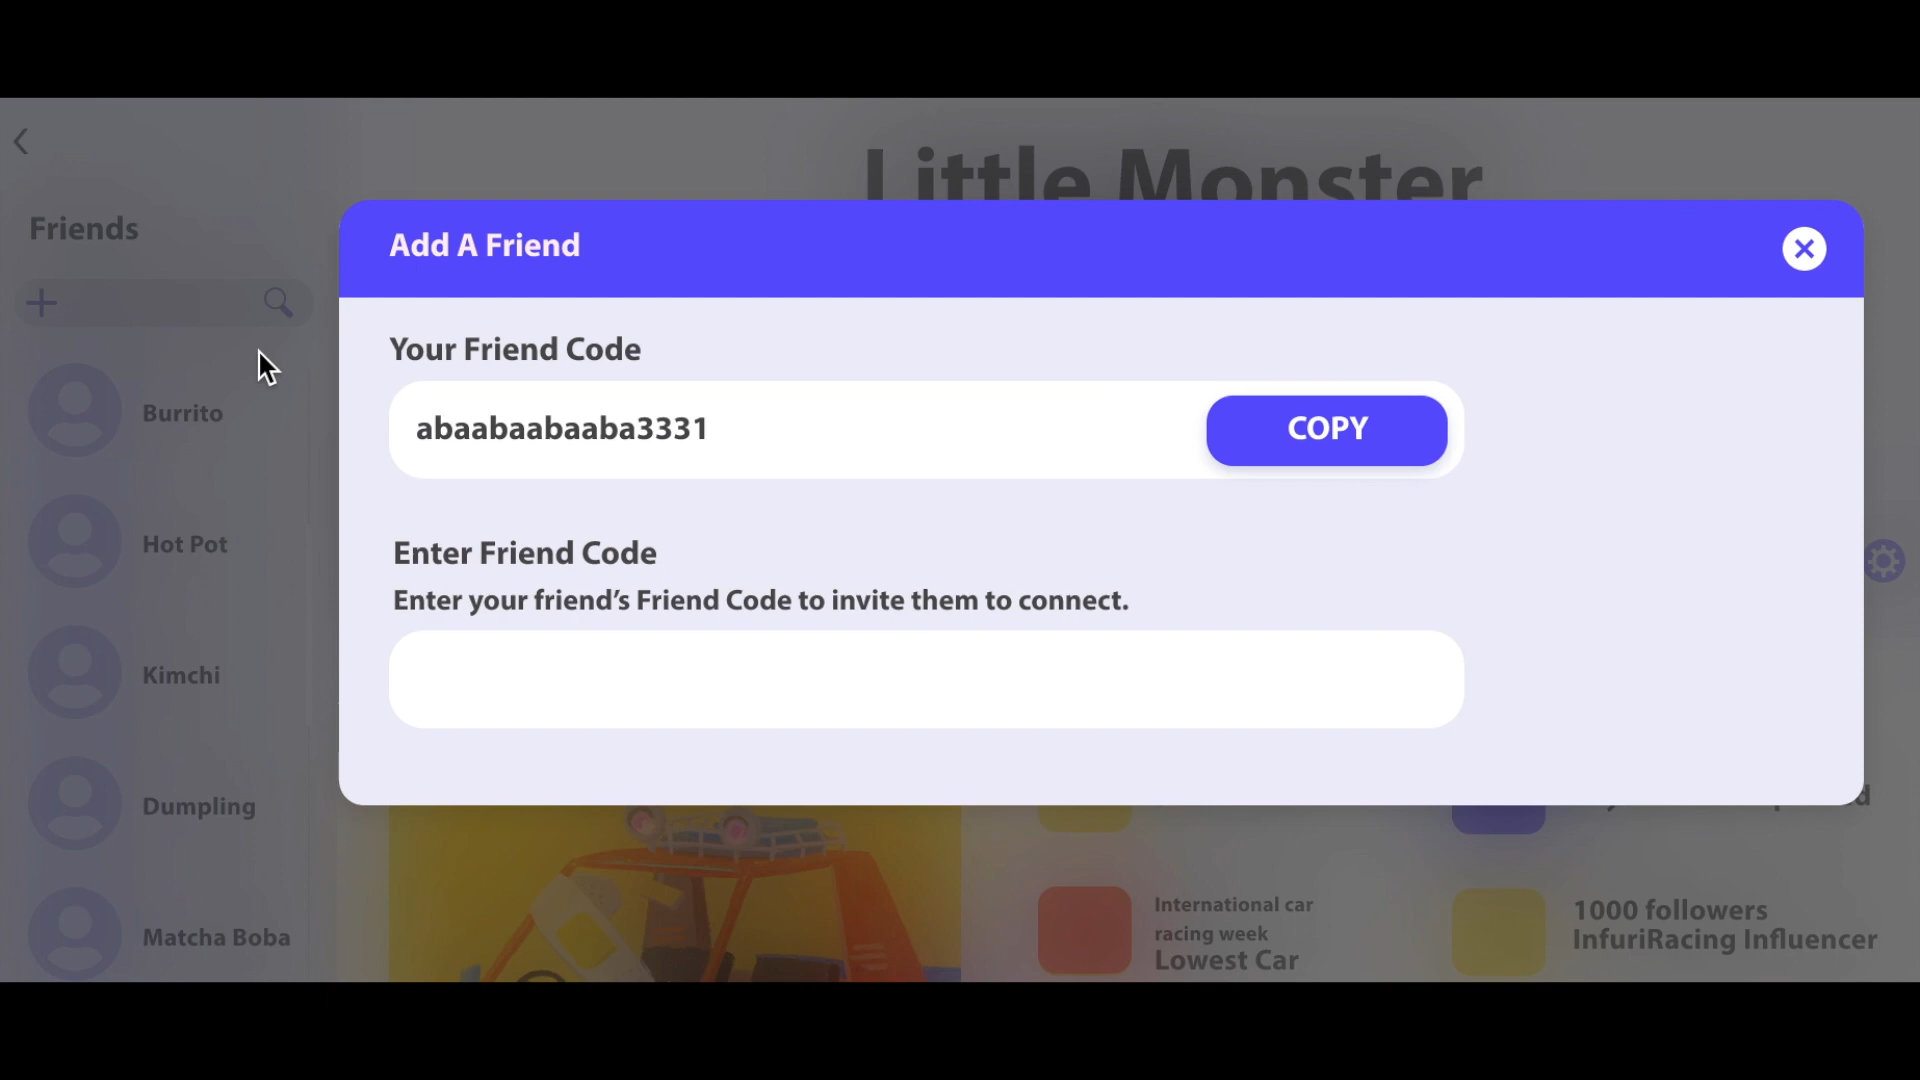 Little Monster
Friends
Add A Friend
Your Friend Code
abaabaabaaba3331
COPY
Enter Friend Code
Enter your friend’s Friend Code to invite them to connect.
Burrito
Hot Pot
Kimchi
Dumpling
Matcha Boba
International car
racing week
Lowest Car
1000 followers
InfuriRacing Influencer